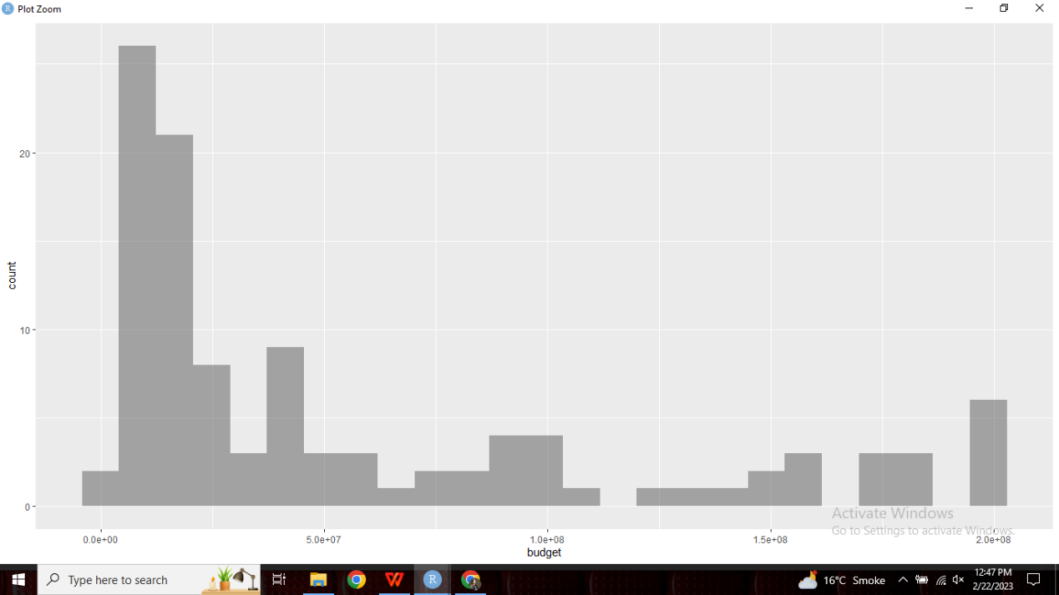 Plot Zoom
20
10
0
count
0.0e+00 5.0e+07 1.0e+08 1.5e+08 2.0e+08
budget
Activate Windows
Go to Settings to activate Windows.
Type here to search
16°C Smoke
12:47 PM
2/22/2023